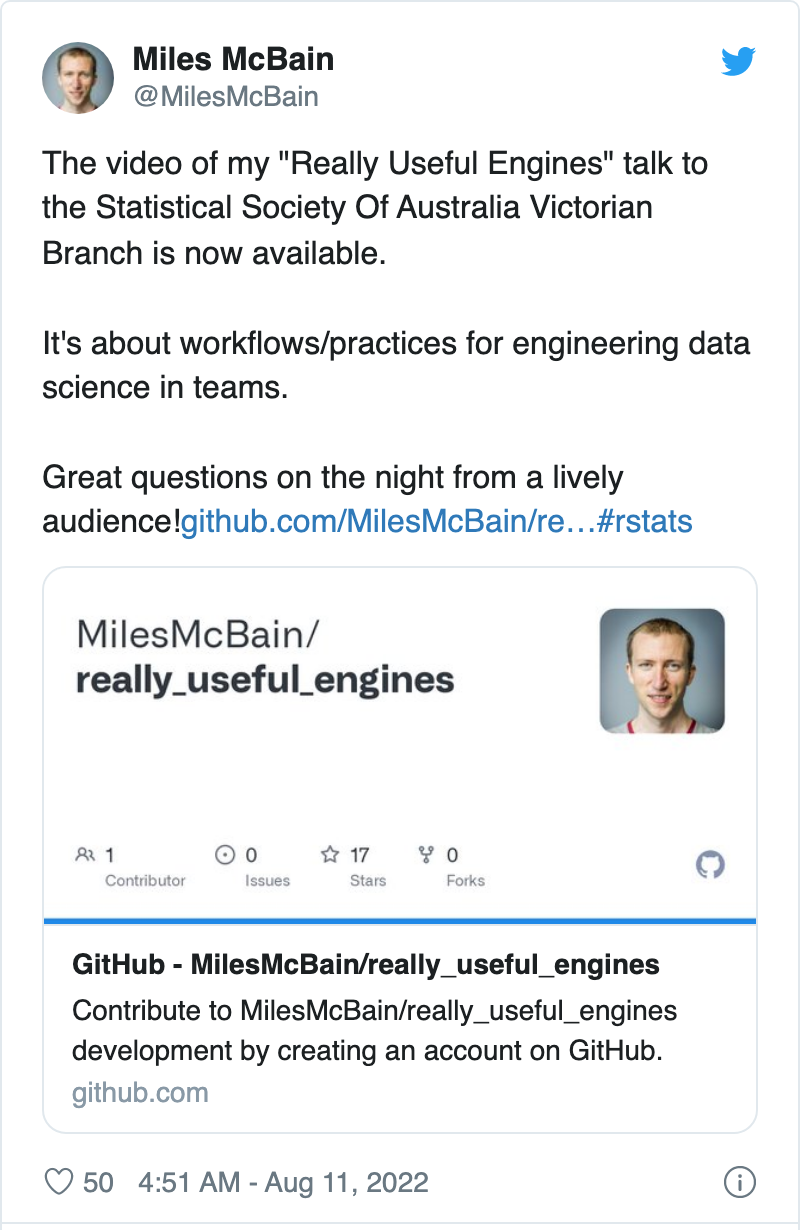 Miles McBain
@MilesMcBain
The video of my "Really Useful Engines" talk to
the Statistical Society Of Australia Victorian
Branch is now available.
It's about workflows/practices for engineering data
science in teams.
Great questions on the night from a lively
audience!github.com/MilesMcBain/re…#rstats
MilesMcBain/
really_useful_engines
1 0 17 0
Contributor Issues Stars Forks
GitHub - MilesMcBain/really_useful_engines
Contribute to MilesMcBain/really_useful_engines
development by creating an account on GitHub.
github.com
50 4:51 AM - Aug 11, 2022